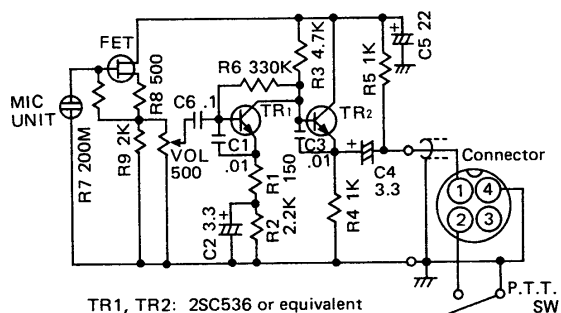 FET
R8 500
MIC
UNIT
R7 200M
R9 2K
VOL
500
C6 .1
R6 330K
R3 4.7K
TR1
TR2
C1
.01
C3
.01
R1
150
R2
2.2K
C2 3.3 +
R4 1K
+
C4
3.3
R5 1K
+
C5 22
Connector
1
4
2
3
P.T.T.
SW
TR1, TR2: 2SC536 or equivalent